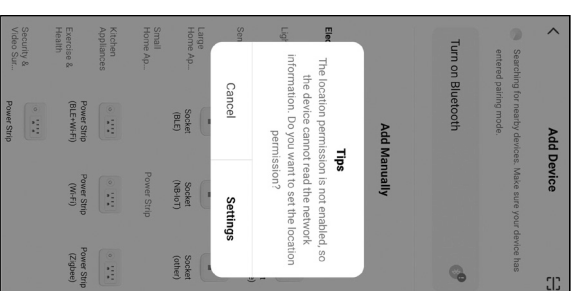 Add Device
Searching for nearby devices. Make sure your device has
entered pairing mode.
Turn on Bluetooth
Add Manually
Tips
The location permission is not enabled, so
the device cannot read the network
information. Do you want to set the location
permission?
Cancel
Settings
Large
Home Ap...
Small
Home Ap...
Kitchen
Appliances
Exercise &
Health
Security &
Video Sur...
Socket
(BLE)
Socket
(NB-IoT)
Socket
(other)
Power Strip
Power Strip
(BLE+Wi-Fi)
Power Strip
(Wi-Fi)
Power Strip
(Zigbee)
Power Strip